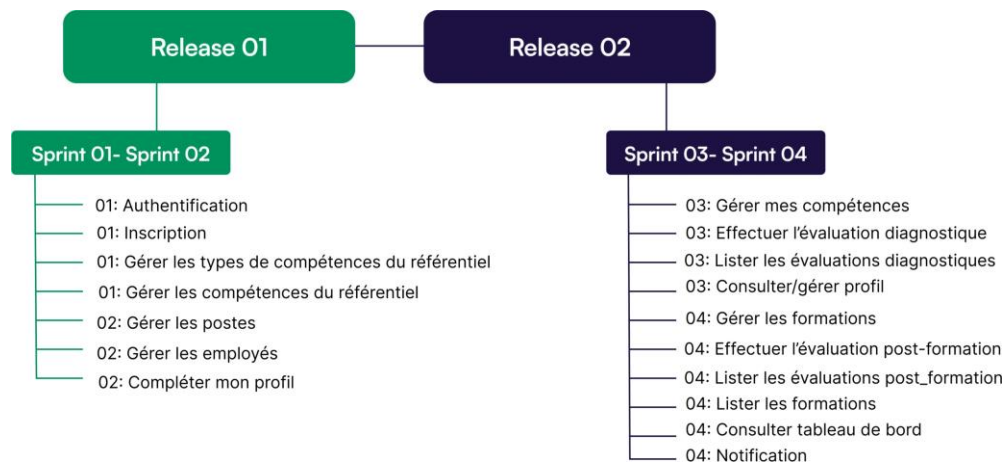 Release 01
Release 02
Sprint 01- Sprint 02
01: Authentification
01: Inscription
01: Gérer les types de compétences du référentiel
01: Gérer les compétences du référentiel
02: Gérer les postes
02: Gérer les employés
02: Compléter mon profil
Sprint 03- Sprint 04
03: Gérer mes compétences
03: Effectuer l’évaluation diagnostique
03: Lister les évaluations diagnostiques
03: Consulter/gérer profil
04: Gérer les formations
04: Effectuer l’évaluation post-formation
04: Lister les évaluations post_formation
04: Lister les formations
04: Consulter tableau de bord
04: Notification